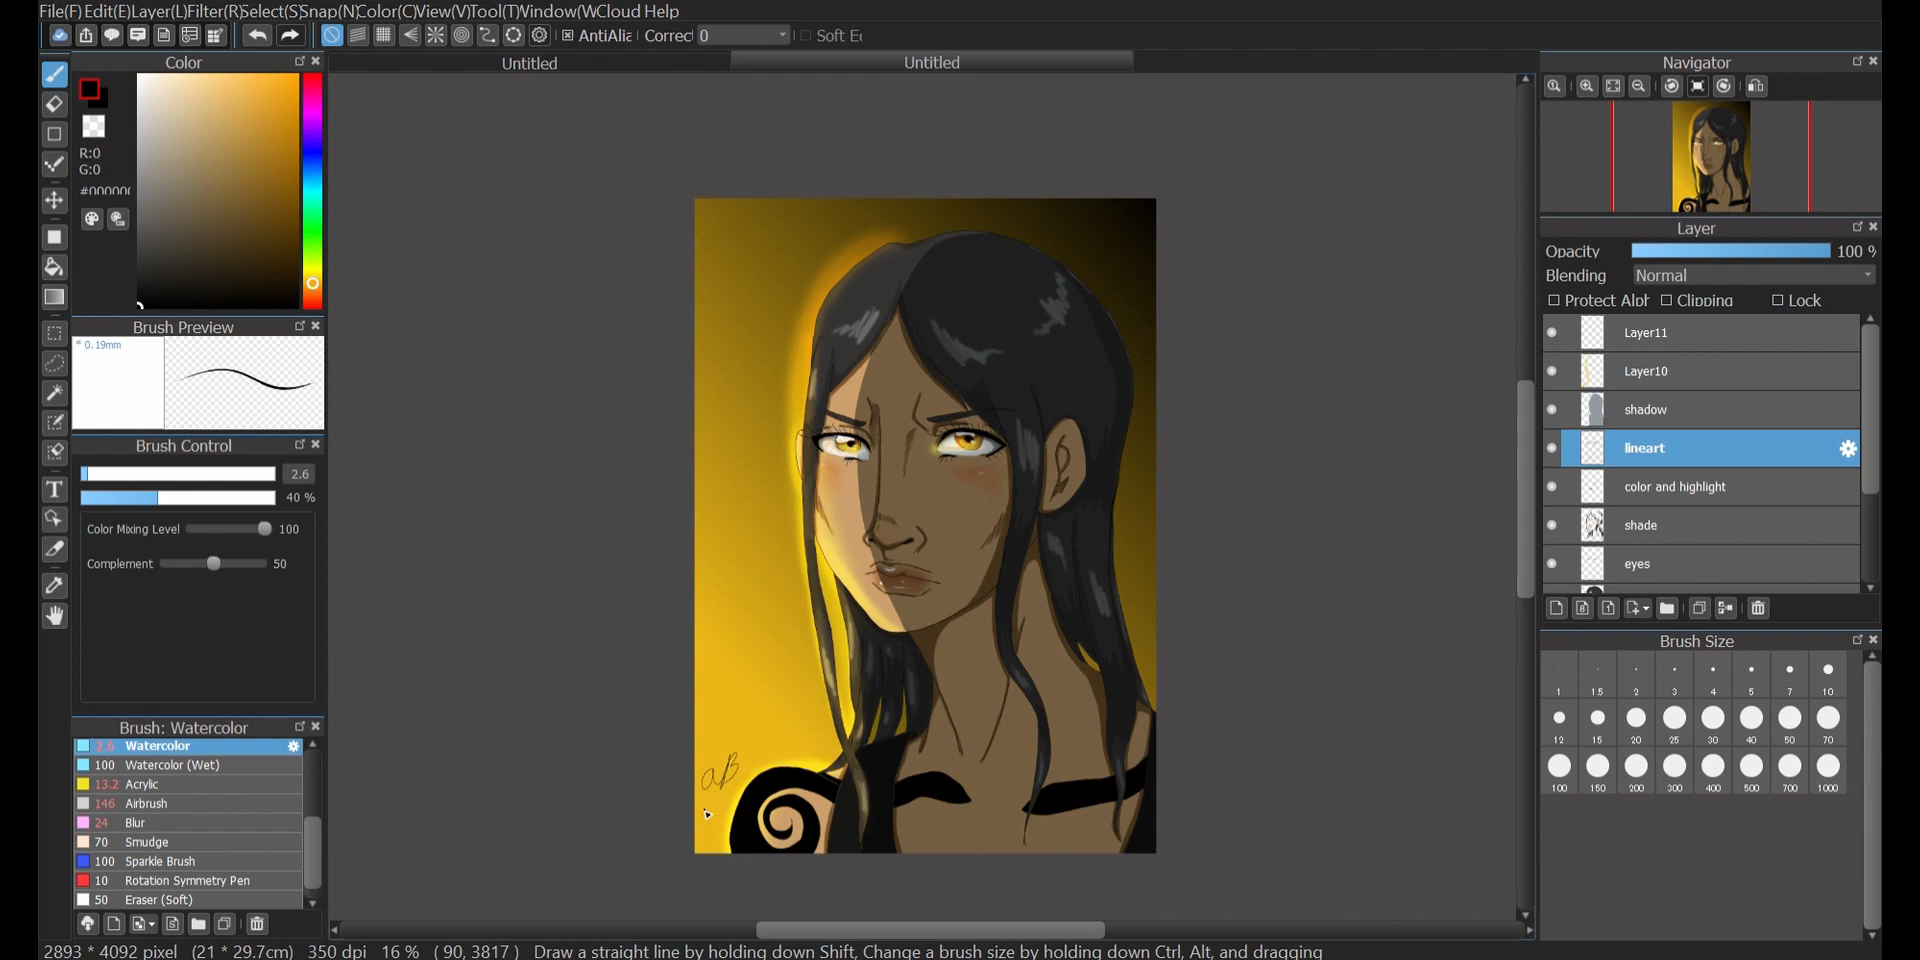 File(F) Edit(E) Layer(L) Filter(R) Select(S) Snap(N) Color(C) View(V) Tool(T) Window(W Cloud Help
AntiAlia Correct 0 Soft Ed
Color
R:0
G:0
#000000
Brush Preview
* 0.19mm
Brush Control
2.6
40 %
Color Mixing Level 100
Complement 50
Brush: Watercolor
2.6 Watercolor
100 Watercolor (Wet)
13.2 Acrylic
146 Airbrush
24 Blur
70 Smudge
100 Sparkle Brush
10 Rotation Symmetry Pen
50 Eraser (Soft)
Untitled
Untitled
aB
Navigator
Layer
Opacity 100 %
Blending Normal
Protect Alph Clipping Lock
Layer11
Layer10
shadow
lineart
color and highlight
shade
eyes
Brush Size
1 1.5 2 3 4 5 7 10
12 15 20 25 30 40 50 70
100 150 200 300 400 500 700 1000
2893 * 4092 pixel (21 * 29.7cm) 350 dpi 16 % ( 90, 3817 ) Draw a straight line by holding down Shift, Change a brush size by holding down Ctrl, Alt, and dragging